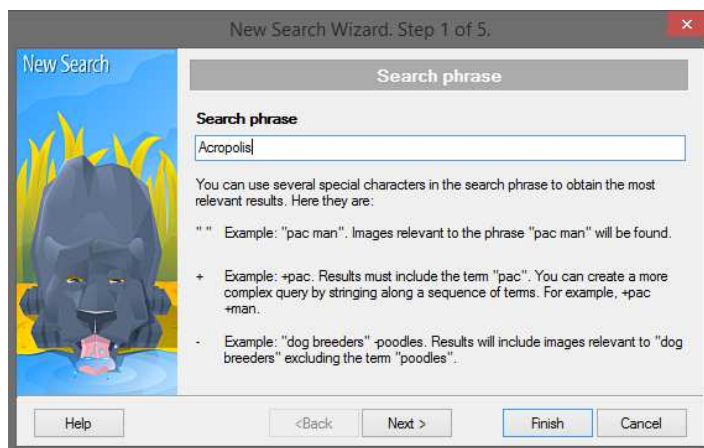 New Search Wizard. Step 1 of 5.
New Search
Search phrase
Search phrase
Acropolis
You can use several special characters in the search phrase to obtain the most
relevant results. Here they are:
" " Example: "pac man". Images relevant to the phrase "pac man" will be found.
+ Example: +pac. Results must include the term "pac". You can create a more
complex query by stringing along a sequence of terms. For example, +pac
+man.
- Example: "dog breeders" -poodles. Results will include images relevant to "dog
breeders" excluding the term "poodles".
Help <Back Next > Finish Cancel